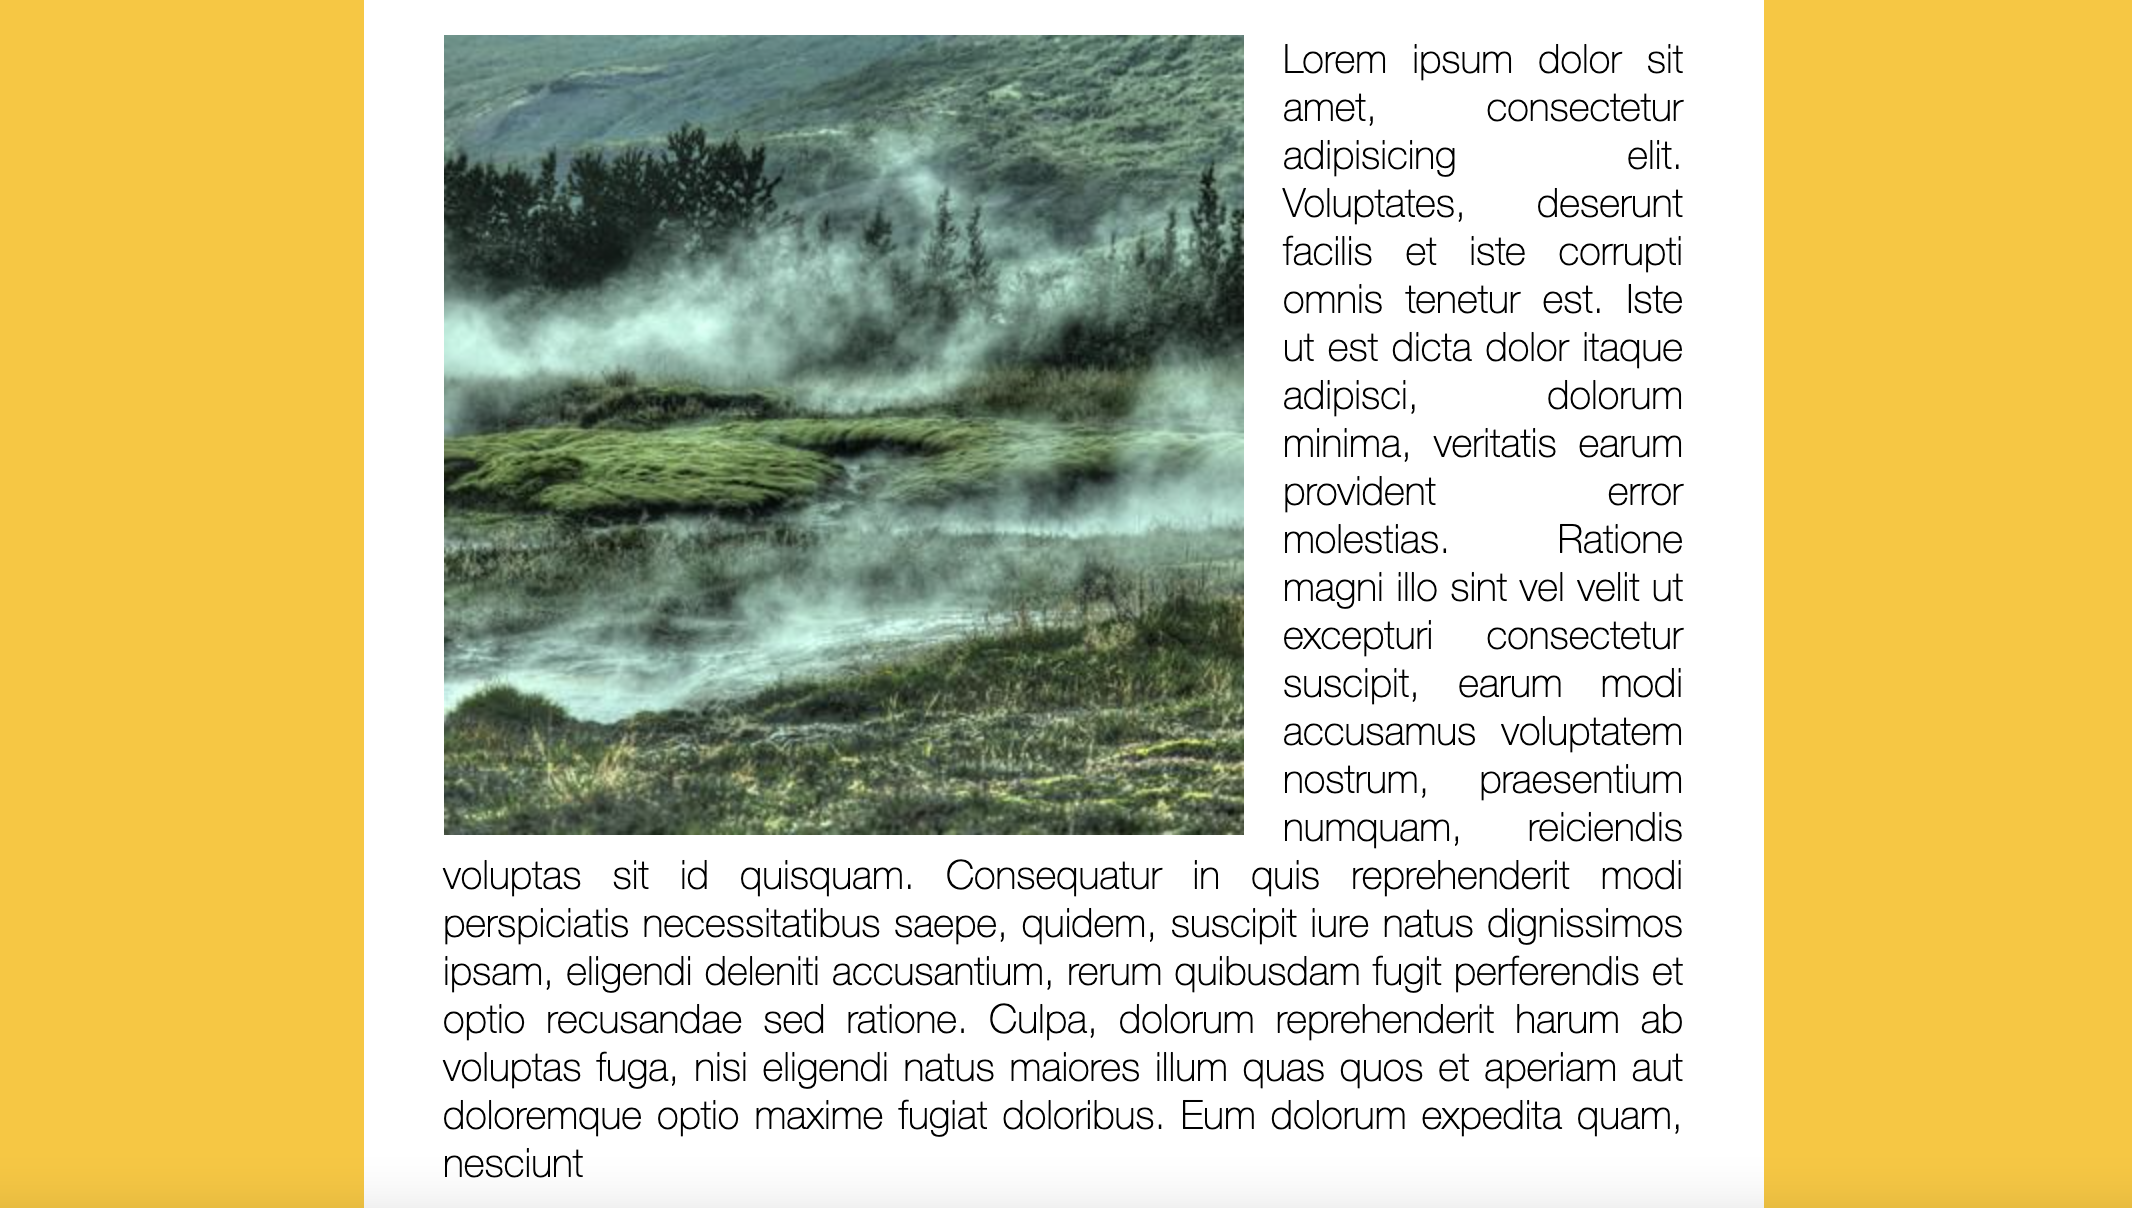 Lorem ipsum dolor sit
amet, consectetur
adipisicing elit.
Voluptates, deserunt
facilis et iste corrupti
omnis tenetur est. Iste
ut est dicta dolor itaque
adipisci, dolorum
minima, veritatis earum
provident error
molestias. Ratione
magni illo sint vel velit ut
excepturi consectetur
suscipit, earum modi
accusamus voluptatem
nostrum, praesentium
numquam, reiciendis
voluptas sit id quisquam. Consequatur in quis reprehenderit modi
perspiciatis necessitatibus saepe, quidem, suscipit iure natus dignissimos
ipsam, eligendi deleniti accusantium, rerum quibusdam fugit perferendis et
optio recusandae sed ratione. Culpa, dolorum reprehenderit harum ab
voluptas fuga, nisi eligendi natus maiores illum quas quos et aperiam aut
doloremque optio maxime fugiat doloribus. Eum dolorum expedita quam,
nesciunt